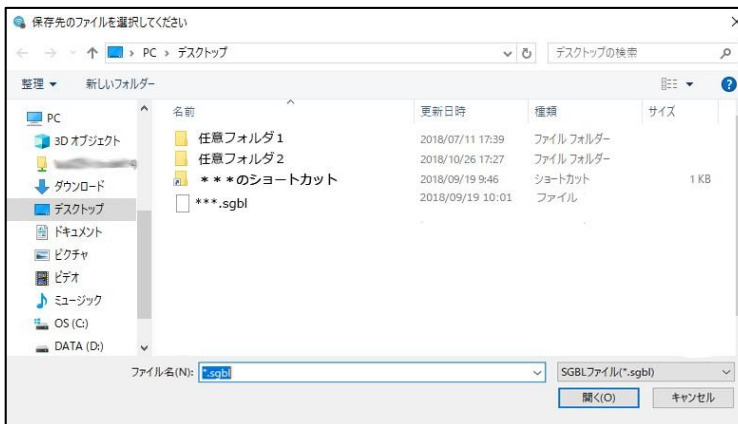 保存先のファイルを選択してください
PC › デスクトップ
デスクトップの検索
整理 新しいフォルダー
名前 更新日時 種類 サイズ
PC
3D オブジェクト
ダウンロード
デスクトップ
ドキュメント
ピクチャ
ビデオ
ミュージック
OS (C:)
DATA (D:)
任意フォルダ1 2018/07/11 17:39 ファイル フォルダー
任意フォルダ2 2018/10/26 17:27 ファイル フォルダー
***のショートカット 2018/09/19 9:46 ショートカット 1 KB
***.sgbl 2018/09/19 10:01 ファイル
ファイル名(N): *.sgbl SGBLファイル(*.sgbl)
開く(O) キャンセル